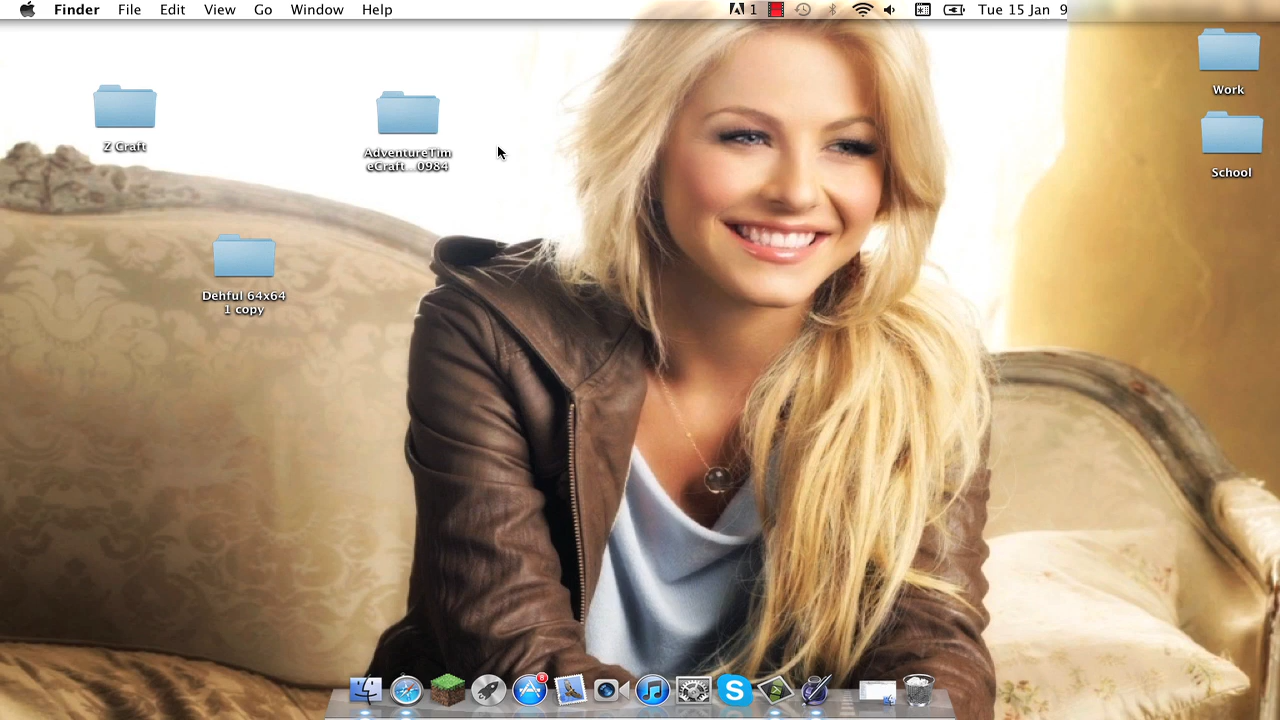 Finder File Edit View Go Window Help 1 Tue 15 Jan 9
Work
Z Craft
AdventureTim
eCraft...0984
School
Dehful 64x64
1 copy
8